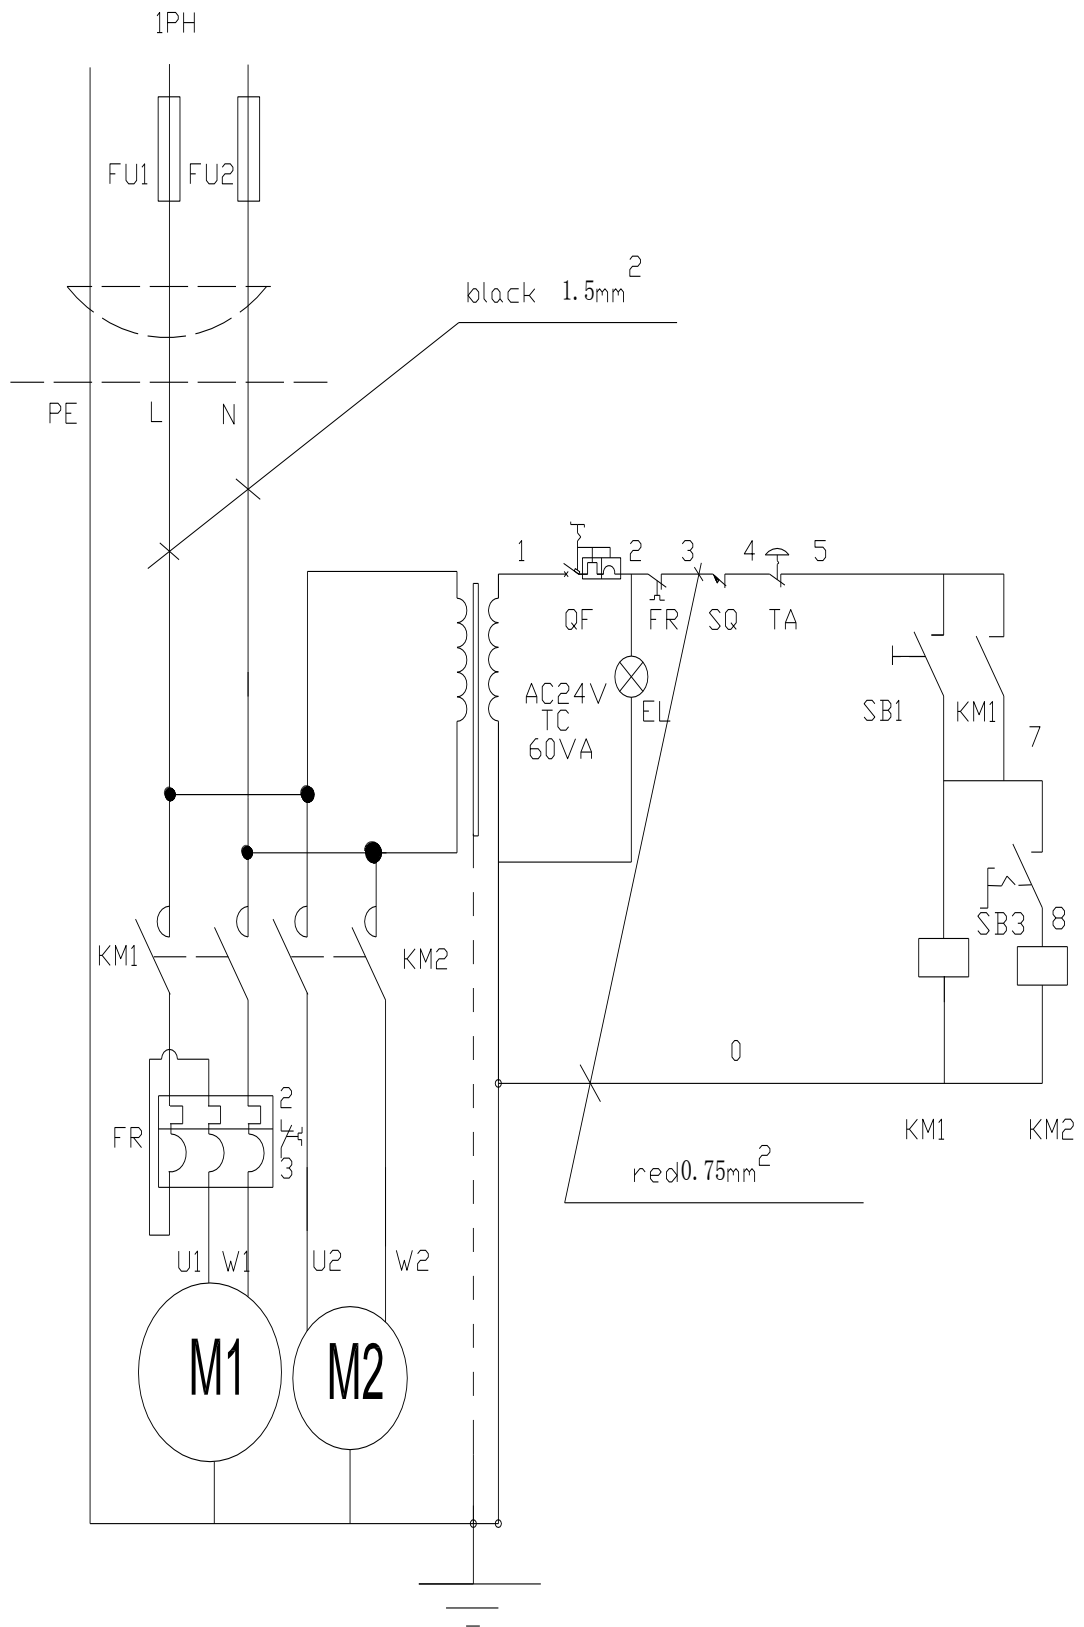 1PH
FU1 FU2
black 1.5mm²
PE L N
1 2 3 4 5
QF FR SQ TA
AC24V
TC
60VA
EL
SB1 KM1
7
SB3 8
KM1 KM2
0
KM1 KM2
2
FR
3
red0.75mm²
U1 W1 U2 W2
M1 M2